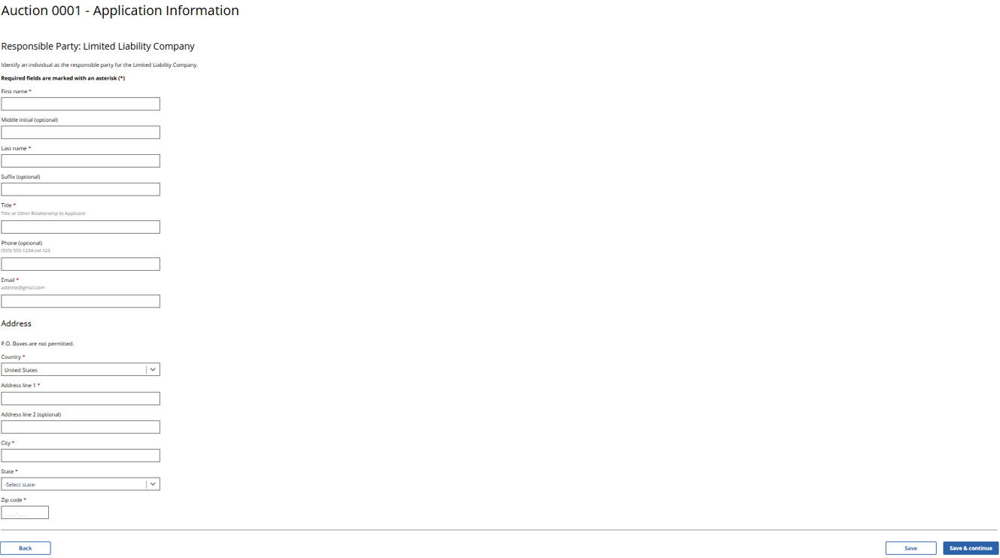 Auction 0001 - Application Information
Responsible Party: Limited Liability Company
Identify an individual as the responsible party for the Limited Liability Company.
Required fields are marked with an asterisk (*)
First name *
Middle initial (optional)
Last name *
Suffix (optional)
Title *
Title or Other Relationship to Applicant
Phone (optional)
(555) 555-1234 ext.123
Email *
address@gmail.com
Address
P.O. Boxes are not permitted.
Country *
United States
Address line 1 *
Address line 2 (optional)
City *
State *
-Select state-
Zip code *
_____-____
Back
Save
Save & continue